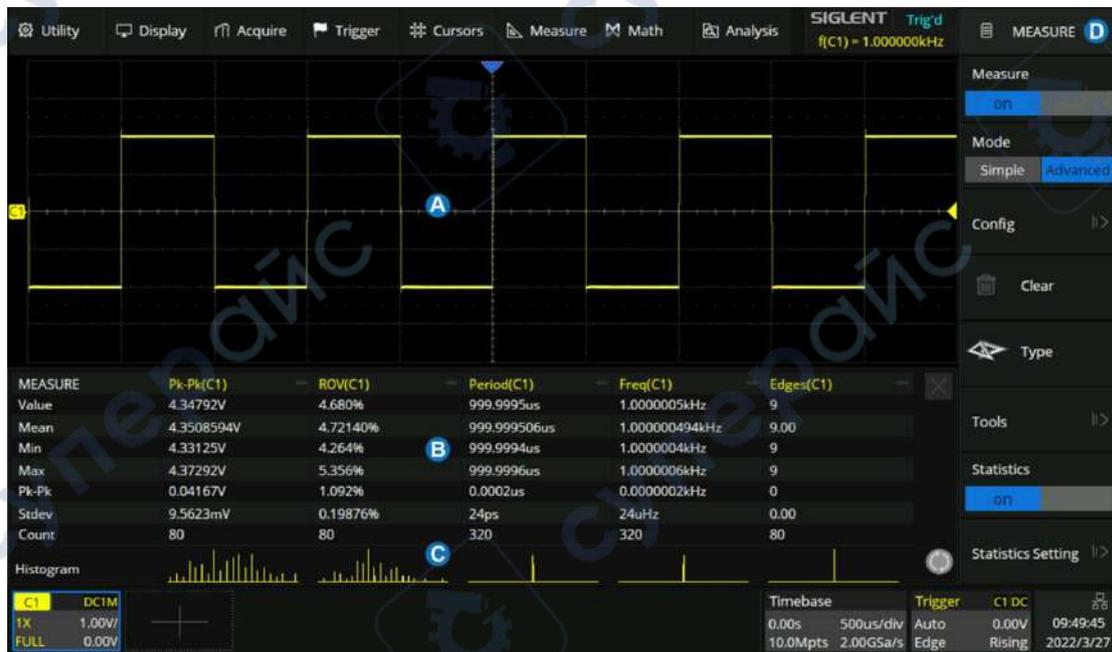 Utility Display Acquire Trigger Cursors Measure Math Analysis
SIGLENT Trig'd
f(C1) = 1.000000kHz
MEASURE D
Measure
on
Mode
Simple Advanced
Config
Clear
Type
Tools
Statistics
on
Statistics Setting
A
C1
MEASURE Pk-Pk(C1) ROV(C1) Period(C1) Freq(C1) Edges(C1)
Value 4.34792V 4.680% 999.9995us 1.0000005kHz 9
Mean 4.3508594V 4.72140% 999.999506us 1.000000494kHz 9.00
Min 4.33125V 4.264% 999.9994us 1.0000004kHz 9
B
Max 4.37292V 5.356% 999.9996us 1.0000006kHz 9
Pk-Pk 0.04167V 1.092% 0.0002us 0.0000002kHz 0
Stdev 9.5623mV 0.19876% 24ps 24uHz 0.00
Count 80 80 320 320 80
C
Histogram
C1 DC1M
1X 1.00V/
FULL 0.00V
Timebase
0.00s 500us/div
10.0Mpts 2.00GSa/s
Trigger C1 DC
Auto 0.00V
Edge Rising
09:49:45
2022/3/27
суперайс
суперайс